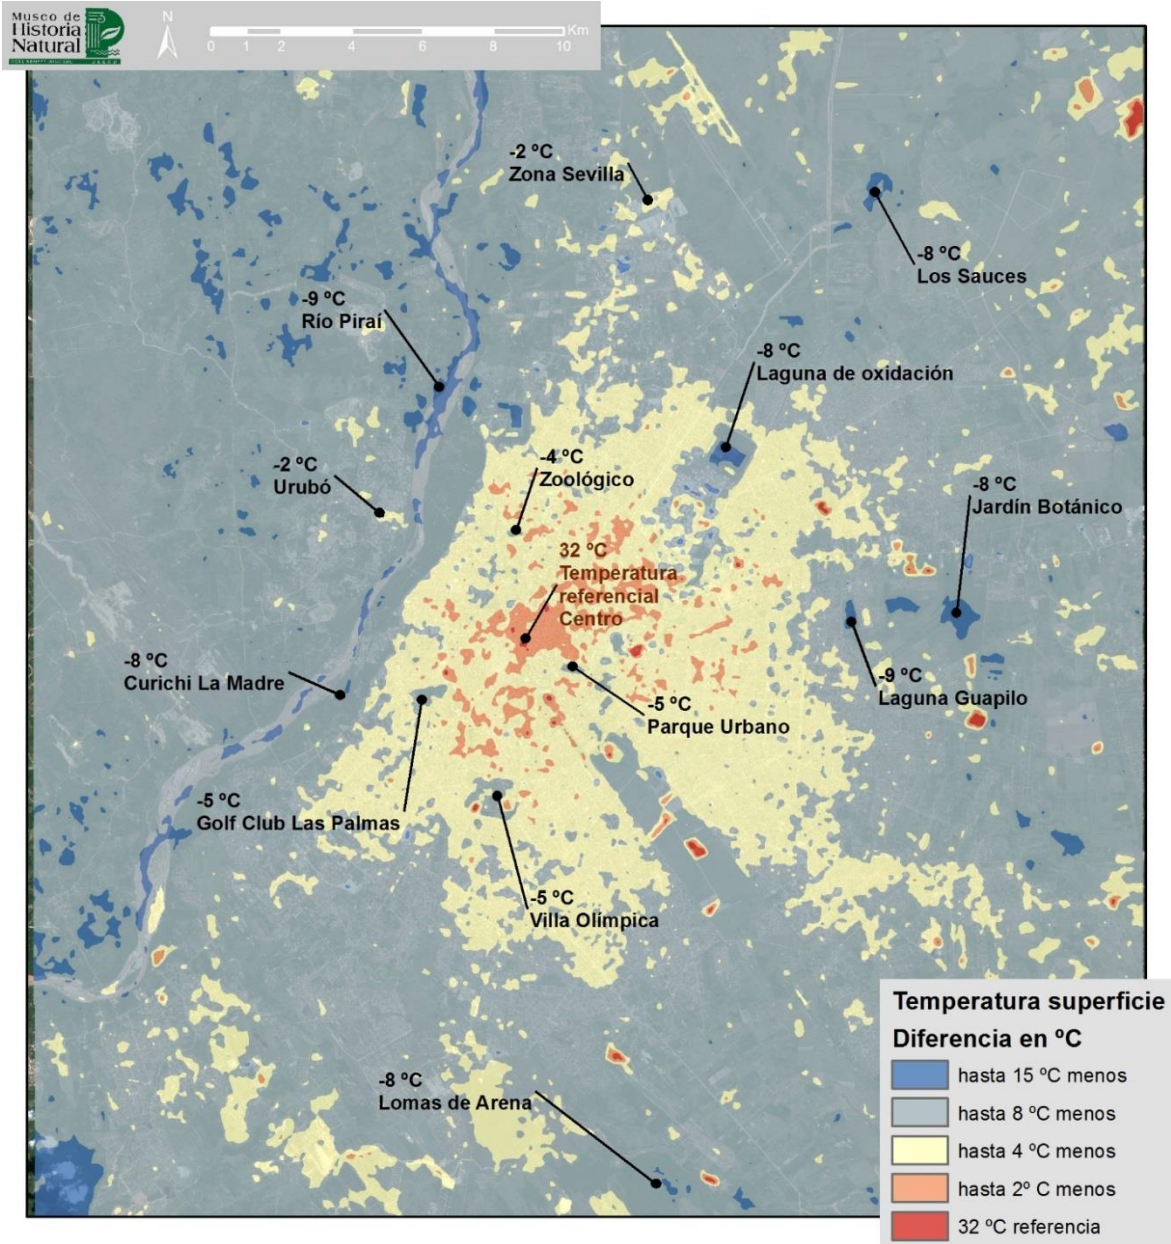 Museo de
Historia
Natural
N
0 1 2 4 6 8 10 Km
-2 ºC
Zona Sevilla
-8 ºC
Los Sauces
-9 ºC
Río Piraí
-8 ºC
Laguna de oxidación
-2 ºC
Urubó
-4 ºC
Zoológico
-8 ºC
Jardín Botánico
32 ºC
Temperatura
referencial
Centro
-8 ºC
Curichi La Madre
-9 ºC
Laguna Guapilo
-5 ºC
Parque Urbano
-5 ºC
Golf Club Las Palmas
-5 ºC
Villa Olímpica
-8 ºC
Lomas de Arena
Temperatura superficie
Diferencia en ºC
hasta 15 ºC menos
hasta 8 ºC menos
hasta 4 ºC menos
hasta 2º C menos
32 ºC referencia